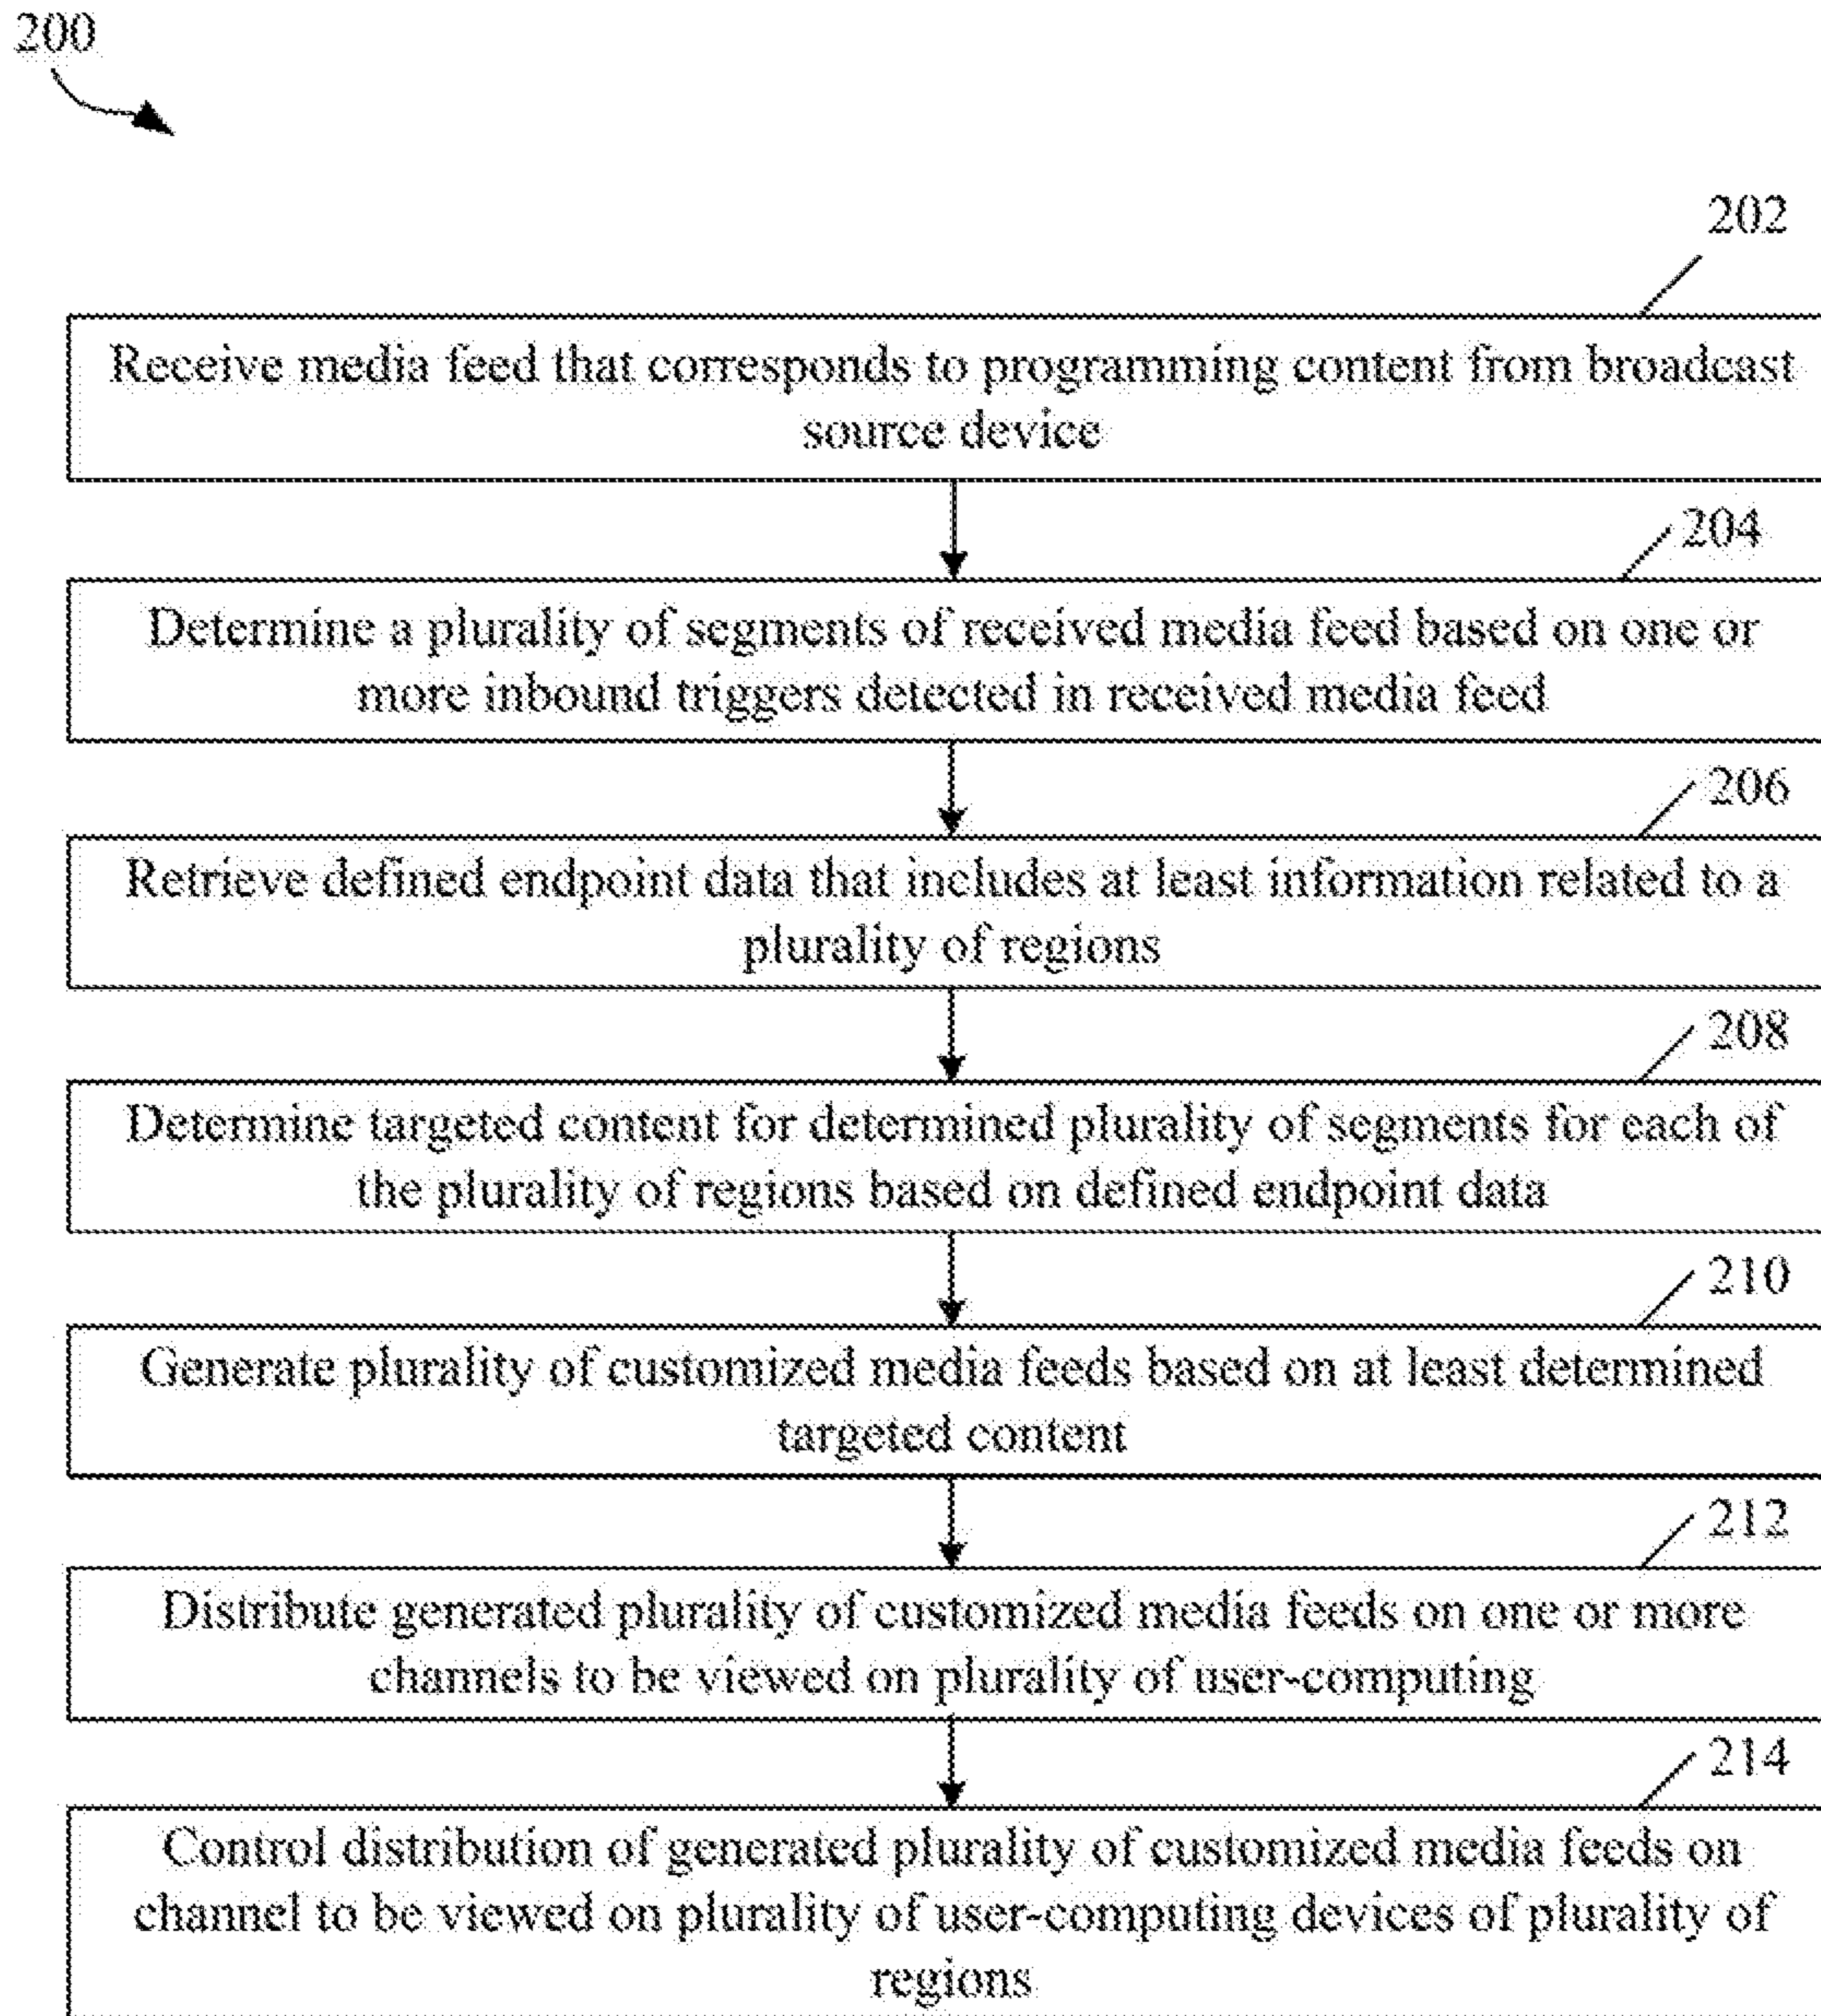 200
202
Receive media feed that corresponds to programming content from broadcast
source device
204
Determine a plurality of segments of received media feed based on one or
more inbound triggers detected in received media feed
206
Retrieve defined endpoint data that includes at least information related to a
plurality of regions
208
Determine targeted content for determined plurality of segments for each of
the plurality of regions based on defined endpoint data
210
Generate plurality of customized media feeds based on at least determined
targeted content
212
Distribute generated plurality of customized media feeds on one or more
channels to be viewed on plurality of user-computing
214
Control distribution of generated plurality of customized media feeds on
channel to be viewed on plurality of user-computing devices of plurality of
regions